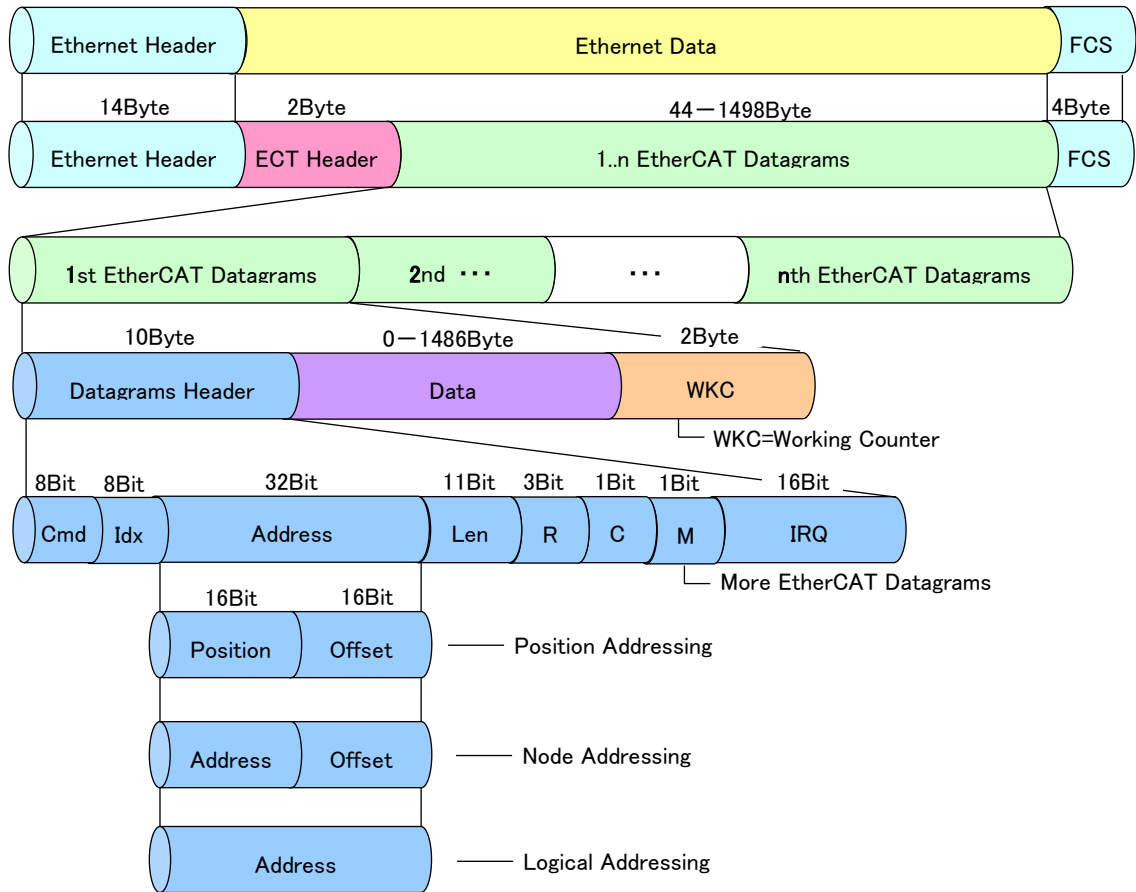 Ethernet Header Ethernet Data FCS
14Byte 2Byte 44－1498Byte 4Byte
Ethernet Header ECT Header 1..n EtherCAT Datagrams FCS
1st EtherCAT Datagrams 2nd ・・・ ・・・ nth EtherCAT Datagrams
10Byte 0－1486Byte 2Byte
Datagrams Header Data WKC
WKC=Working Counter
8Bit 8Bit 32Bit 11Bit 3Bit 1Bit 1Bit 16Bit
Cmd Idx Address Len R C M IRQ
More EtherCAT Datagrams
16Bit 16Bit
Position Offset Position Addressing
Address Offset Node Addressing
Address Logical Addressing